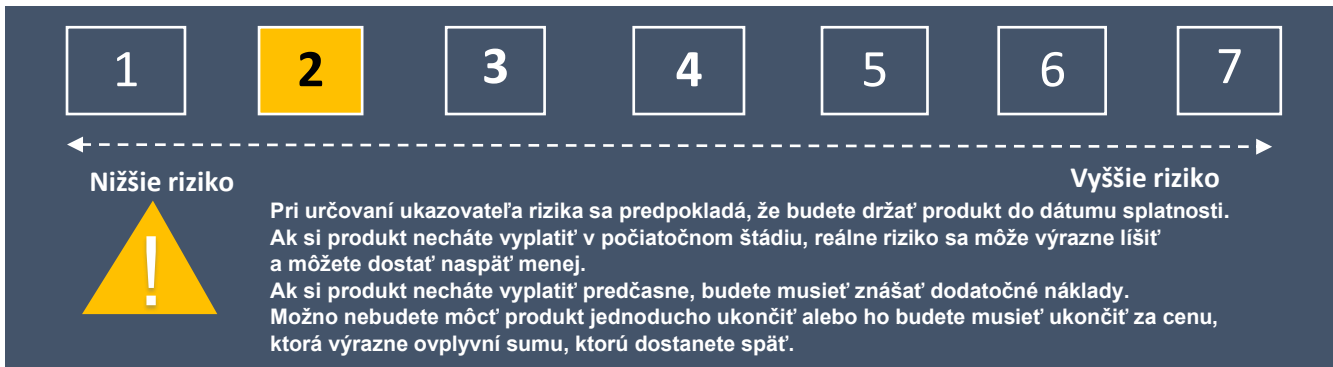 1 2 3 4 5 6 7
Nižšie riziko Vyššie riziko
!
Pri určovaní ukazovateľa rizika sa predpokladá, že budete držať produkt do dátumu splatnosti.
Ak si produkt necháte vyplatiť v počiatočnom štádiu, reálne riziko sa môže výrazne líšiť
a môžete dostať naspäť menej.
Ak si produkt necháte vyplatiť predčasne, budete musieť znášať dodatočné náklady.
Možno nebudete môcť produkt jednoducho ukončiť alebo ho budete musieť ukončiť za cenu,
ktorá výrazne ovplyvní sumu, ktorú dostanete späť.